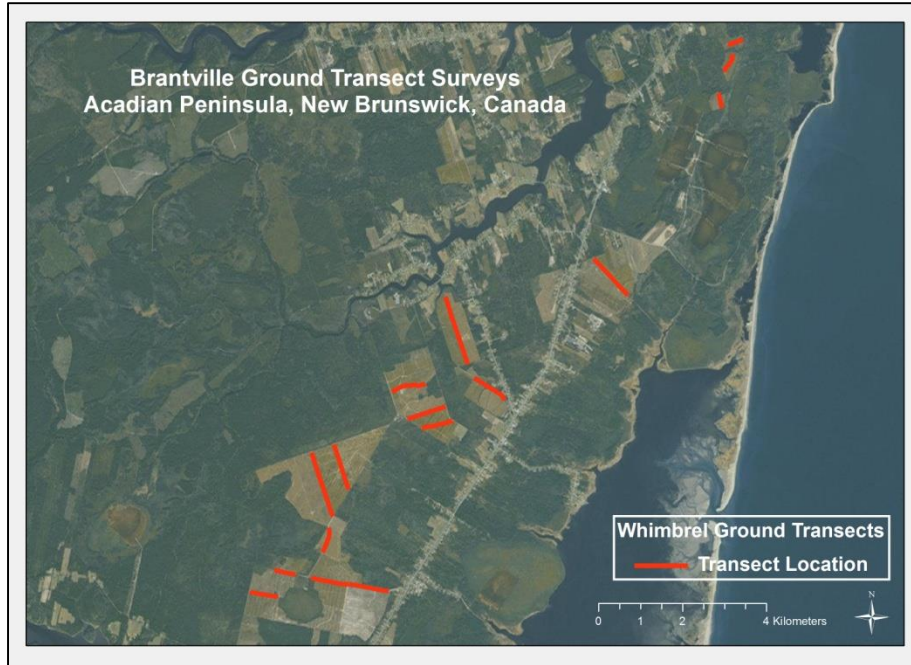 Brantville Ground Transect Surveys
Acadian Peninsula, New Brunswick, Canada
Whimbrel Ground Transects
Transect Location
N
0 1 2 4 Kilometers